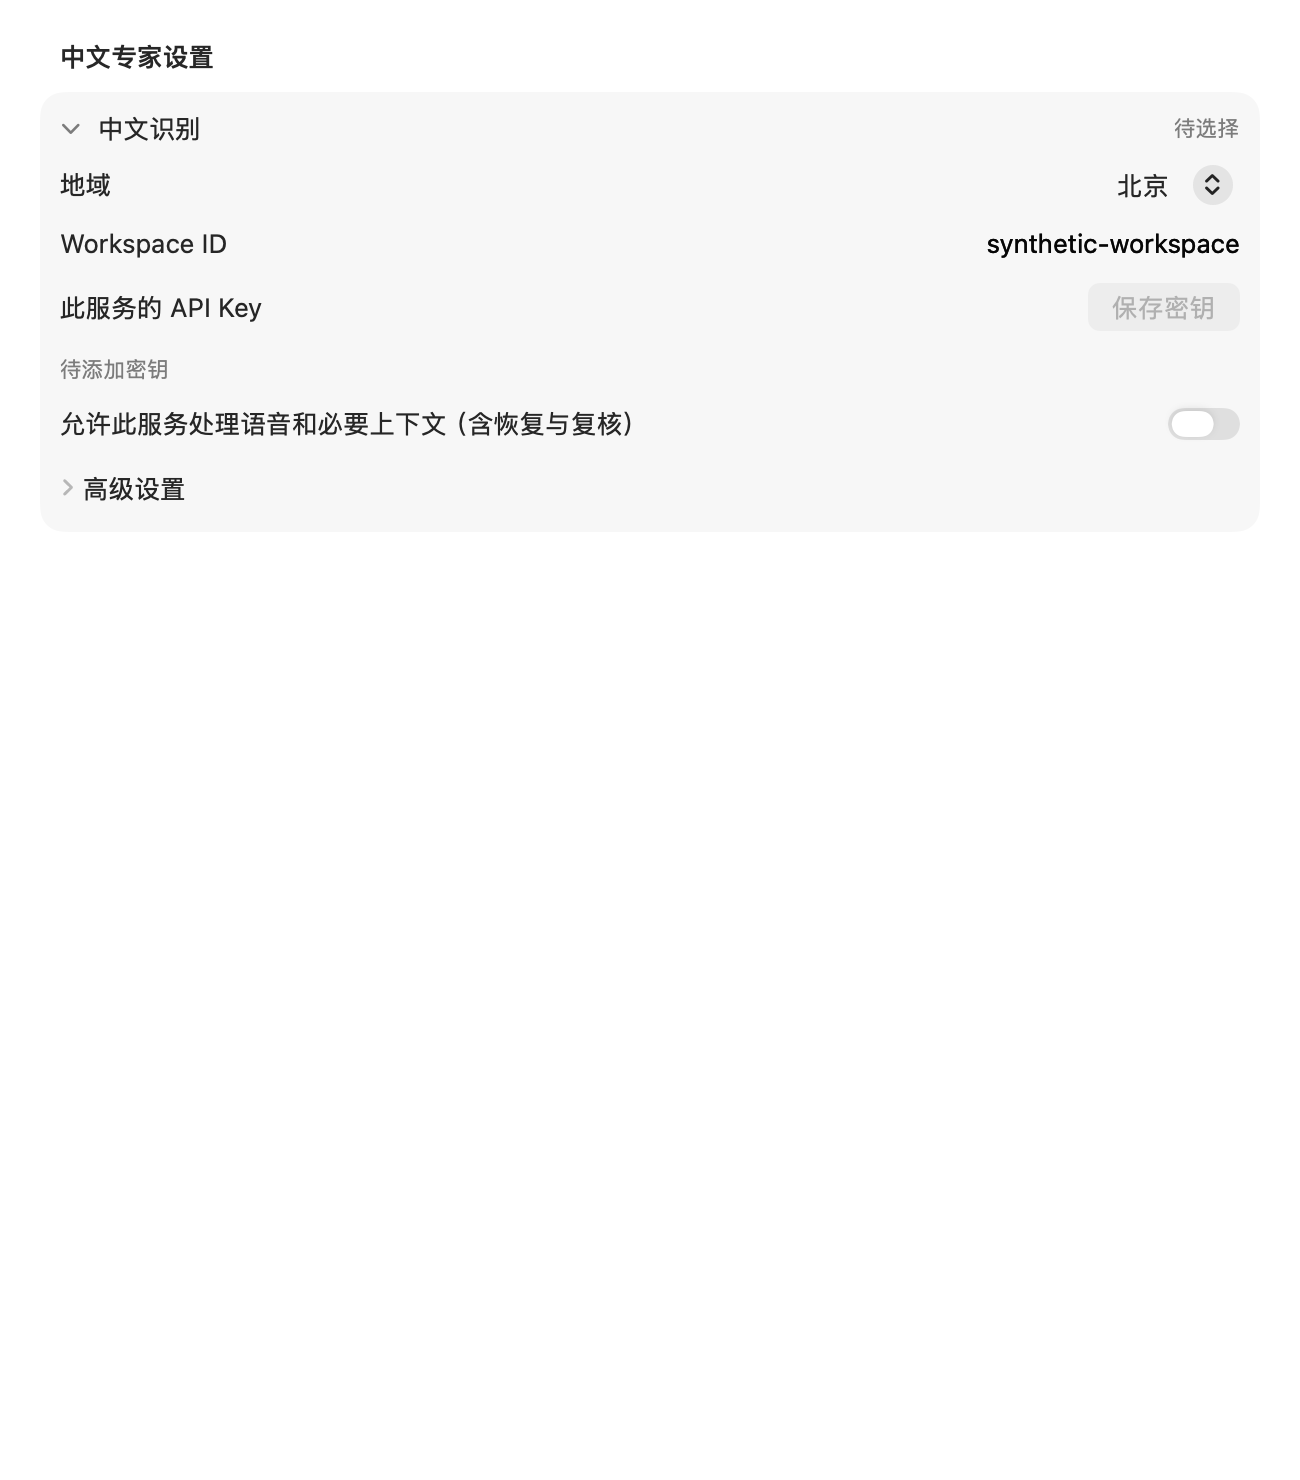 中文专家设置
中文识别 待选择
地域 北京
Workspace ID synthetic-workspace
此服务的 API Key 保存密钥
待添加密钥
允许此服务处理语音和必要上下文（含恢复与复核）
高级设置